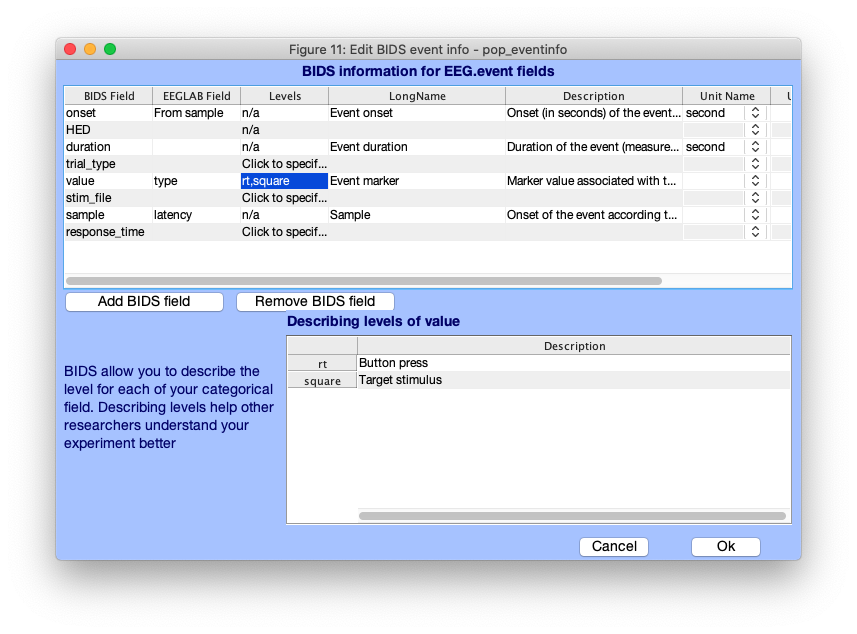 Figure 11: Edit BIDS event info - pop_eventinfo
BIDS information for EEG.event fields
BIDS Field EEGLAB Field Levels LongName Description Unit Name
onset From sample n/a Event onset Onset (in seconds) of the event... second
HED n/a
duration n/a Event duration Duration of the event (measure... second
trial_type Click to specif...
value type rt,square Event marker Marker value associated with t...
stim_file Click to specif...
sample latency n/a Sample Onset of the event according t...
response_time Click to specif...
Add BIDS field Remove BIDS field
Describing levels of value
Description
rt Button press
square Target stimulus
BIDS allow you to describe the
level for each of your categorical
field. Describing levels help other
researchers understand your
experiment better
Cancel Ok